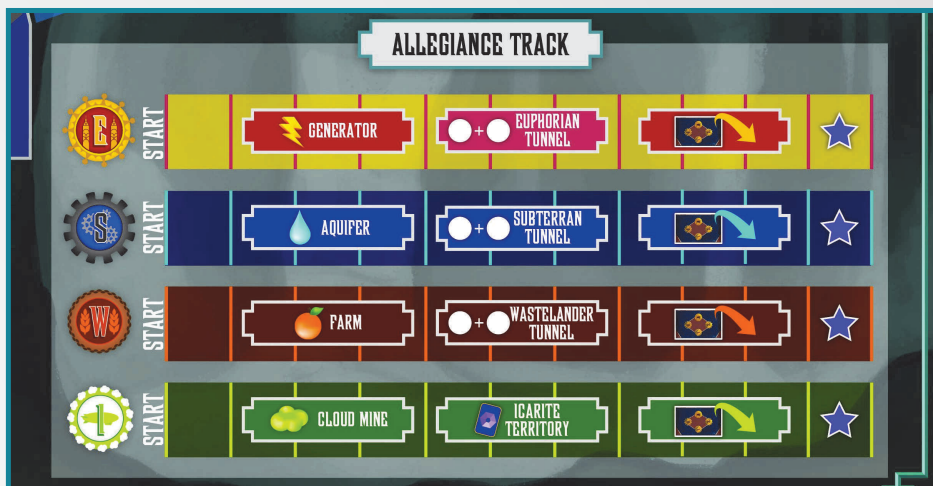 ALLEGIANCE TRACK
E
START
GENERATOR
+
EUPHORIAN
TUNNEL
S
START
AQUIFER
+
SUBTERRAN
TUNNEL
W
START
FARM
+
WASTELANDER
TUNNEL
I
START
CLOUD MINE
ICARITE
TERRITORY